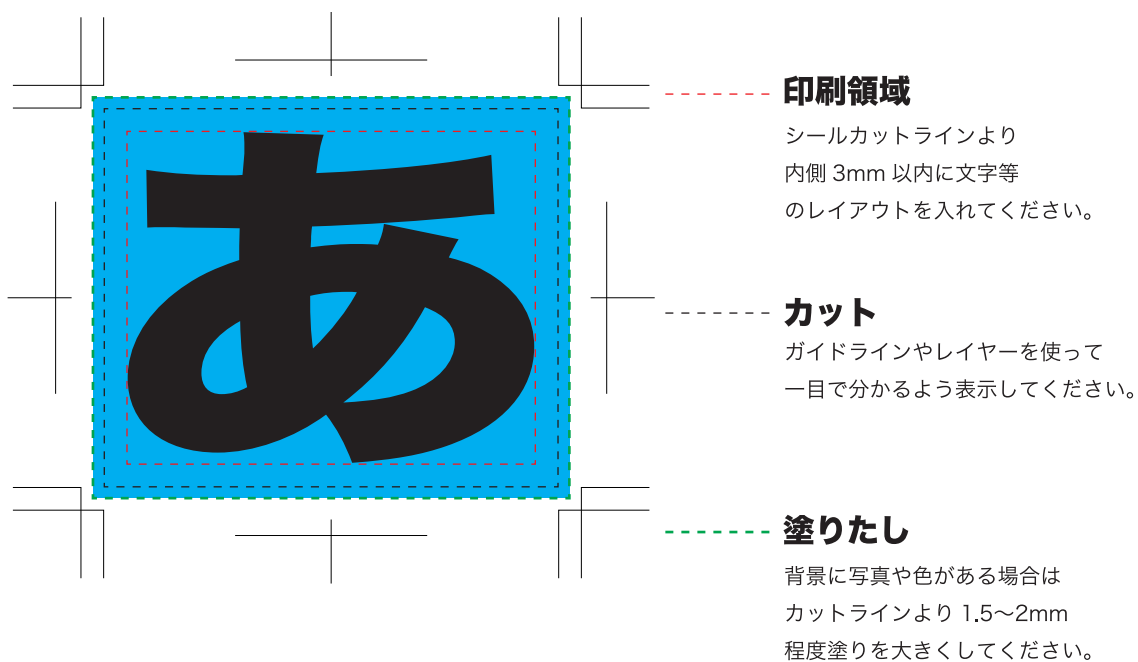 あ
印刷領域
シールカットラインより
内側 3mm 以内に文字等
のレイアウトを入れてください。
カット
ガイドラインやレイヤーを使って
一目で分かるよう表示してください。
塗りたし
背景に写真や色がある場合は
カットラインより 1.5〜2mm
程度塗りを大きくしてください。